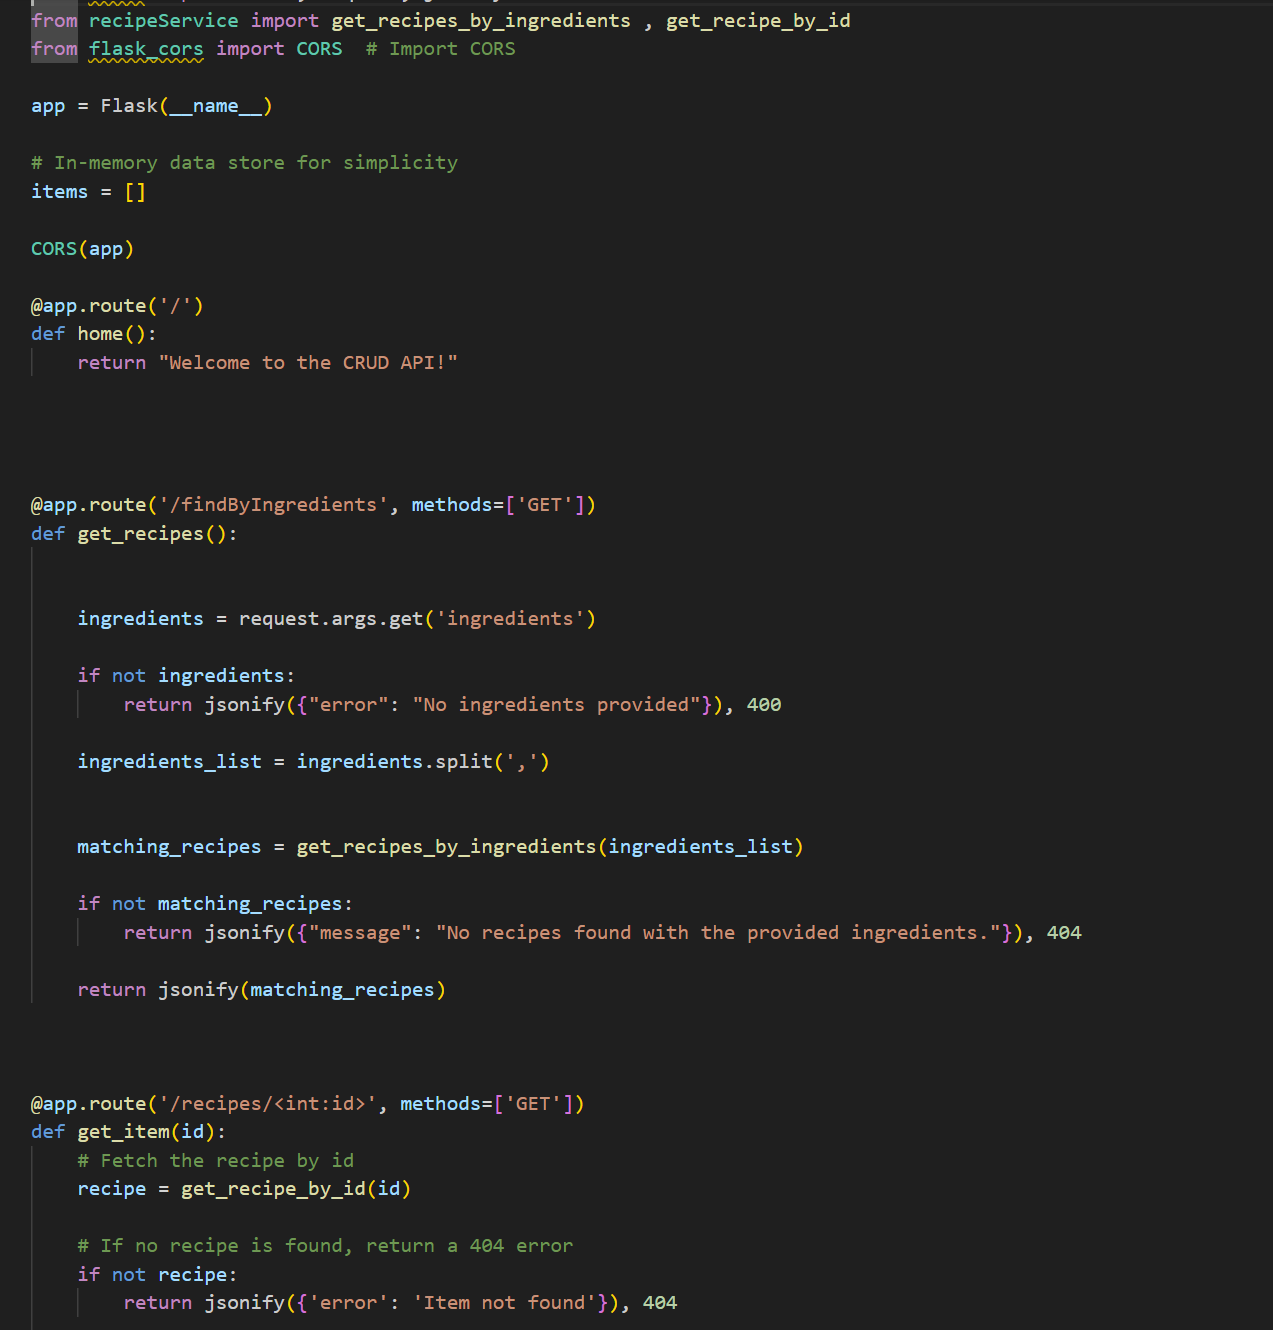 from recipeService import get_recipes_by_ingredients , get_recipe_by_id
from flask_cors import CORS  # Import CORS
app = Flask(__name__)
# In-memory data store for simplicity
items = []
CORS(app)
@app.route('/')
def home():
    return "Welcome to the CRUD API!"
@app.route('/findByIngredients', methods=['GET'])
def get_recipes():
    ingredients = request.args.get('ingredients')
    if not ingredients:
        return jsonify({"error": "No ingredients provided"}), 400
    ingredients_list = ingredients.split(',')
    matching_recipes = get_recipes_by_ingredients(ingredients_list)
    if not matching_recipes:
        return jsonify({"message": "No recipes found with the provided ingredients."}), 404
    return jsonify(matching_recipes)
@app.route('/recipes/<int:id>', methods=['GET'])
def get_item(id):
    # Fetch the recipe by id
    recipe = get_recipe_by_id(id)
    # If no recipe is found, return a 404 error
    if not recipe:
        return jsonify({'error': 'Item not found'}), 404